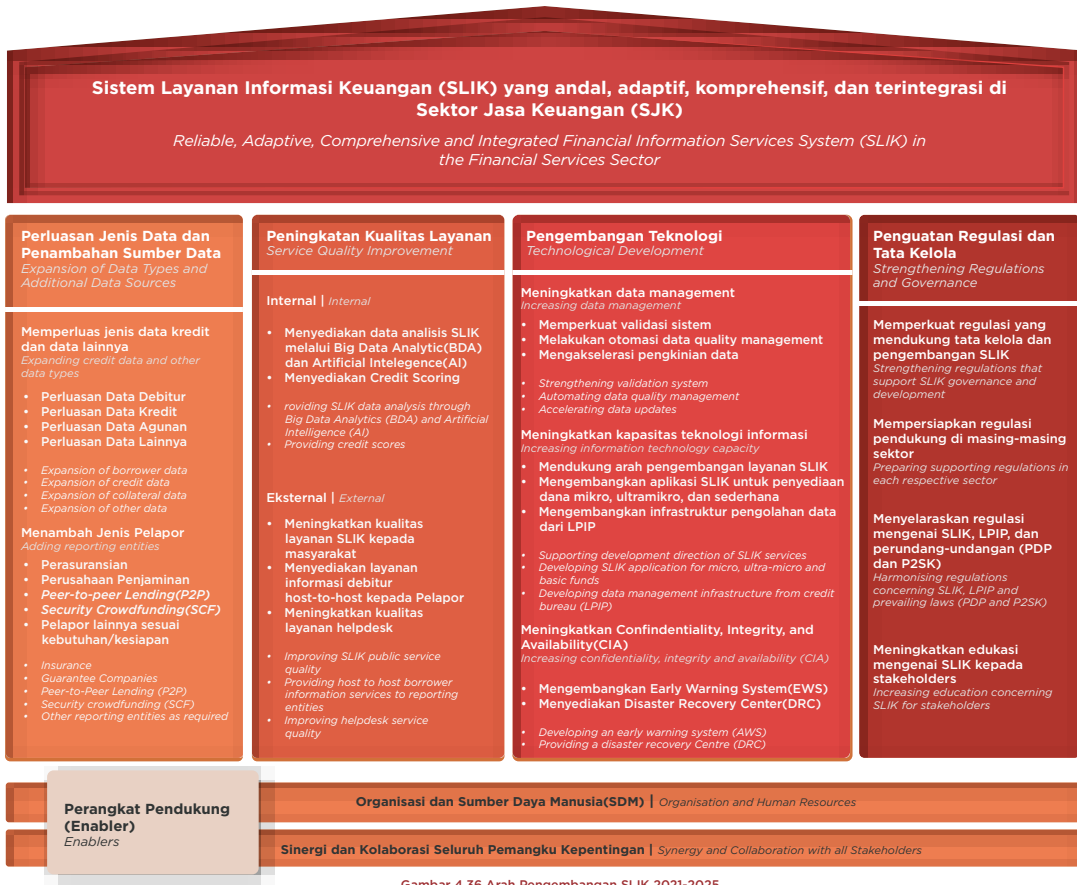 Sistem Layanan Informasi Keuangan (SLIK) yang andal, adaptif, komprehensif, dan terintegrasi di
Sektor Jasa Keuangan (SJK)
Reliable, Adaptive, Comprehensive and Integrated Financial Information Services System (SLIK) in
the Financial Services Sector
Perluasan Jenis Data dan
Penambahan Sumber Data
Expansion of Data Types and
Additional Data Sources
Memperluas jenis data kredit
dan data lainnya
Expanding credit data and other
data types
• Perluasan Data Debitur
• Perluasan Data Kredit
• Perluasan Data Agunan
• Perluasan Data Lainnya
• Expansion of borrower data
• Expansion of credit data
• Expansion of collateral data
• Expansion of other data
Menambah Jenis Pelapor
Adding reporting entities
• Perasuransian
• Perusahaan Penjaminan
• Peer-to-peer Lending(P2P)
• Security Crowdfunding(SCF)
• Pelapor lainnya sesuai
kebutuhan/kesiapan
• Insurance
• Guarantee Companies
• Peer-to-Peer Lending (P2P)
• Security crowdfunding (SCF)
• Other reporting entities as required
Peningkatan Kualitas Layanan
Service Quality Improvement
Internal | Internal
• Menyediakan data analisis SLIK
melalui Big Data Analytic(BDA)
dan Artificial Intelegence(AI)
• Menyediakan Credit Scoring
• roviding SLIK data analysis through
Big Data Analytics (BDA) and Artificial
Intelligence (AI)
• Providing credit scores
Eksternal | External
• Meningkatkan kualitas
layanan SLIK kepada
masyarakat
• Menyediakan layanan
informasi debitur
host-to-host kepada Pelapor
• Meningkatkan kualitas
layanan helpdesk
• Improving SLIK public service
quality
• Providing host to host borrower
information services to reporting
entities
• Improving helpdesk service
quality
Pengembangan Teknologi
Technological Development
Meningkatkan data management
Increasing data management
• Memperkuat validasi sistem
• Melakukan otomasi data quality management
• Mengakselerasi pengkinian data
• Strengthening validation system
• Automating data quality management
• Accelerating data updates
Meningkatkan kapasitas teknologi informasi
Increasing information technology capacity
• Mendukung arah pengembangan layanan SLIK
• Mengembangkan aplikasi SLIK untuk penyediaan
dana mikro, ultramikro, dan sederhana
• Mengembangkan infrastruktur pengolahan data
dari LPIP
• Supporting development direction of SLIK services
• Developing SLIK application for micro, ultra-micro and
basic funds
• Developing data management infrastructure from credit
bureau (LPIP)
Meningkatkan Confindentiality, Integrity, and
Availability(CIA)
Increasing confidentiality, integrity and availability (CIA)
• Mengembangkan Early Warning System(EWS)
• Menyediakan Disaster Recovery Center(DRC)
• Developing an early warning system (AWS)
• Providing a disaster recovery Centre (DRC)
Penguatan Regulasi dan
Tata Kelola
Strengthening Regulations
and Governance
Memperkuat regulasi yang
mendukung tata kelola dan
pengembangan SLIK
Strengthening regulations that
support SLIK governance and
development
Mempersiapkan regulasi
pendukung di masing-masing
sektor
Preparing supporting regulations in
each respective sector
Menyelaraskan regulasi
mengenai SLIK, LPIP, dan
perundang-undangan (PDP
dan P2SK)
Harmonising regulations
concerning SLIK, LPIP and
prevailing laws (PDP and P2SK)
Meningkatkan edukasi
mengenai SLIK kepada
stakeholders
Increasing education concerning
SLIK for stakeholders
Perangkat Pendukung
(Enabler)
Enablers
Organisasi dan Sumber Daya Manusia(SDM) | Organisation and Human Resources
Sinergi dan Kolaborasi Seluruh Pemangku Kepentingan | Synergy and Collaboration with all Stakeholders
Gambar 4.36 Arah Pengembangan SLIK 2021-2025